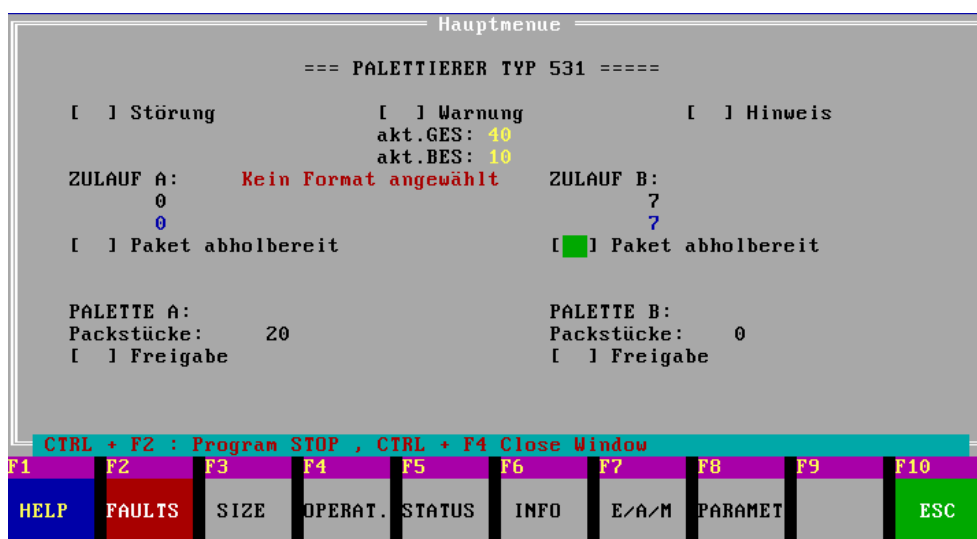 Hauptmenue
=== PALETTIERER TYP 531 =====
[ ] Störung [ ] Warnung [ ] Hinweis
akt.GES: 40
akt.BES: 10
ZULAUF A: Kein Format angewählt ZULAUF B:
0 7
0 7
[ ] Paket abholbereit [ ] Paket abholbereit
PALETTE A: PALETTE B:
Packstücke: 20 Packstücke: 0
[ ] Freigabe [ ] Freigabe
CTRL + F2 : Program STOP , CTRL + F4 Close Window
F1 F2 F3 F4 F5 F6 F7 F8 F9 F10
HELP FAULTS SIZE OPERAT. STATUS INFO E/A/M PARAMET ESC